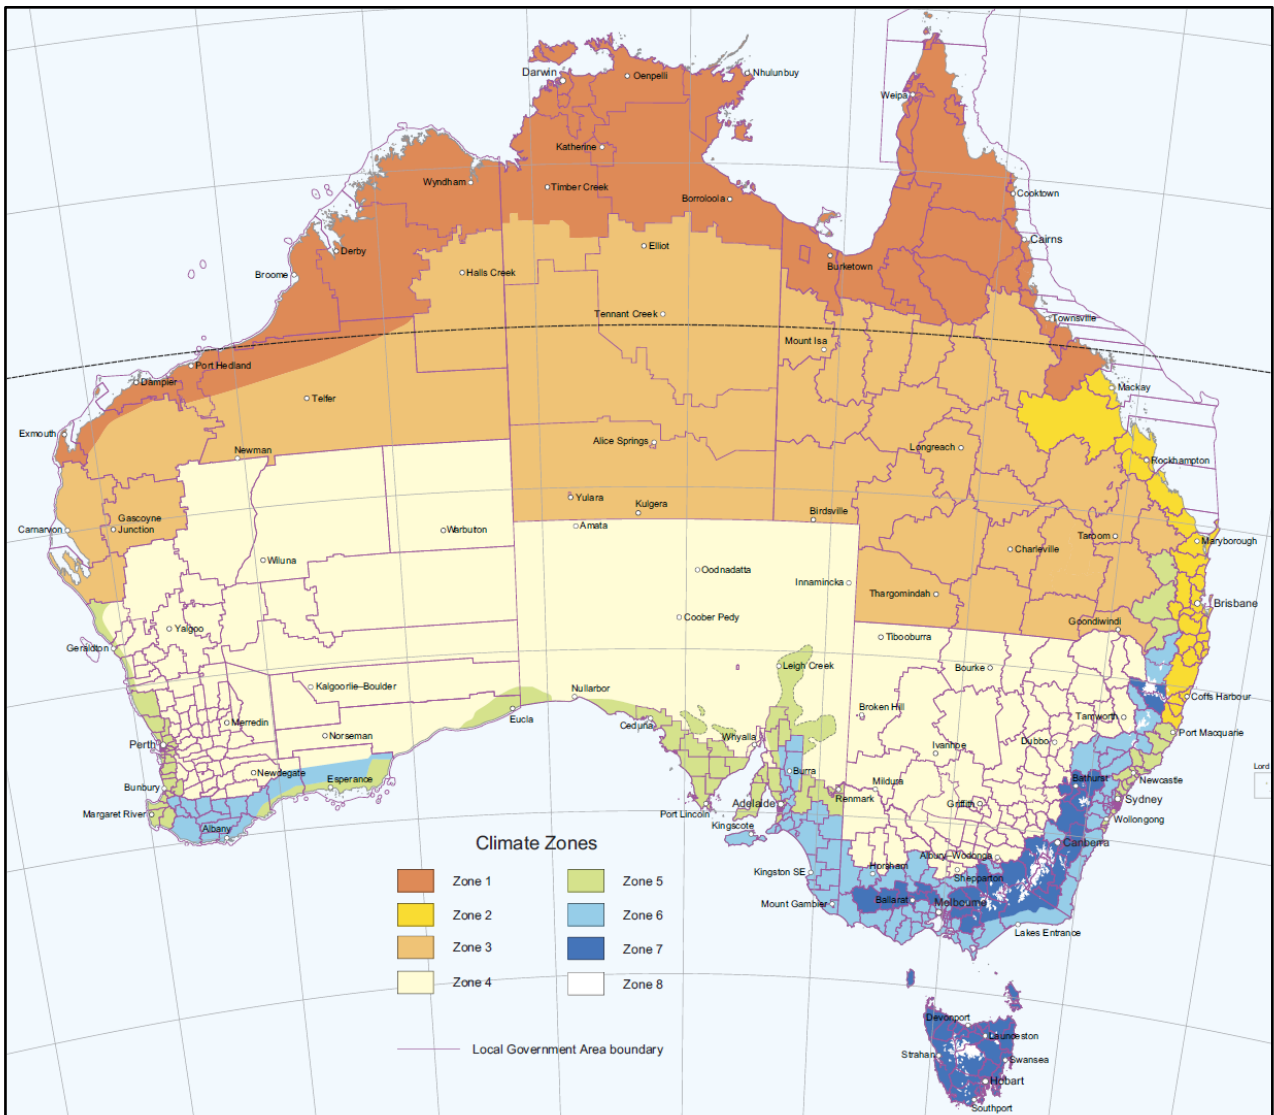 Darwin
Oenpelli
Nhulunbuy
Weipa
Katherine
Wyndham
Timber Creek
Borroloola
Cooktown
Cairns
Derby
Elliot
Broome
Halls Creek
Burketown
Tennant Creek
Townsville
Mount Isa
Port Hedland
Dampier
Mackay
Telfer
Exmouth
Alice Springs
Longreach
Newman
Rockhampton
Yulara
Kulgera
Birdsville
Gascoyne
Junction
Carnarvon
Warbuton
Amata
Taroom
Maryborough
Charleville
Wiluna
Oodnadatta
Innamincka
Thargomindah
Brisbane
Coober Pedy
Goondiwindi
Yalgoo
Tibooburra
Geraldton
Leigh Creek
Bourke
Kalgoorlie-Boulder
Nullarbor
Coffs Harbour
Eucla
Broken Hill
Tamworth
Merredin
Ceduna
Port Macquarie
Norseman
Whyalla
Dubbo
Perth
Ivanhoe
Newdegate
Esperance
Burra
Mildura
Bathurst
Newcastle
Lord
Bunbury
Renmark
Adelaide
Griffith
Sydney
Margaret River
Port Lincoln
Wollongong
Albany
Kingscote
Canberra
Climate Zones
Albury-Wodonga
Horsham
Kingston SE
Shepparton
Zone 1
Zone 5
Mount Gambier
Ballarat
Melbourne
Zone 2
Zone 6
Lakes Entrance
Zone 3
Zone 7
Zone 4
Zone 8
Devonport
Launceston
Local Government Area boundary
Strahan
Swansea
Hobart
Southport